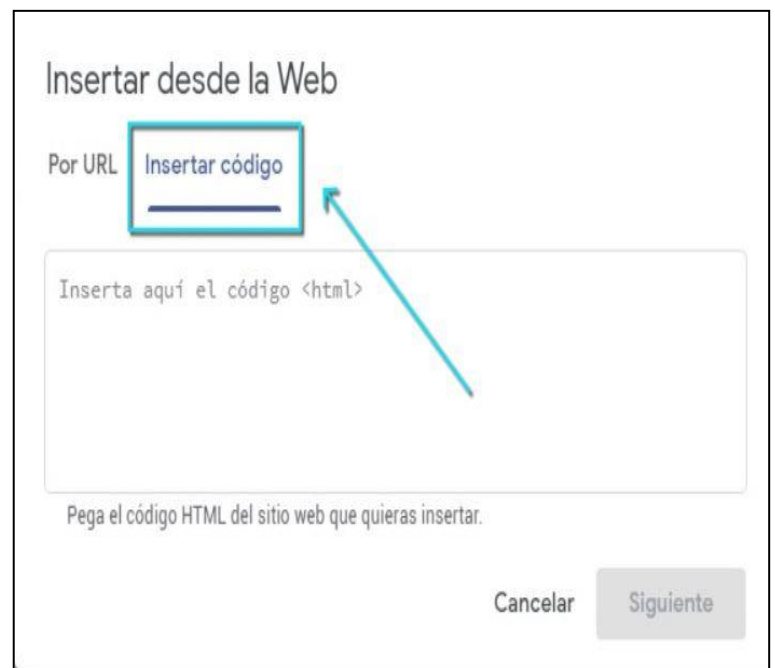 Insertar desde la Web
Por URL Insertar código
Inserta aquí el código <html>
Pega el código HTML del sitio web que quieras insertar.
Cancelar Siguiente